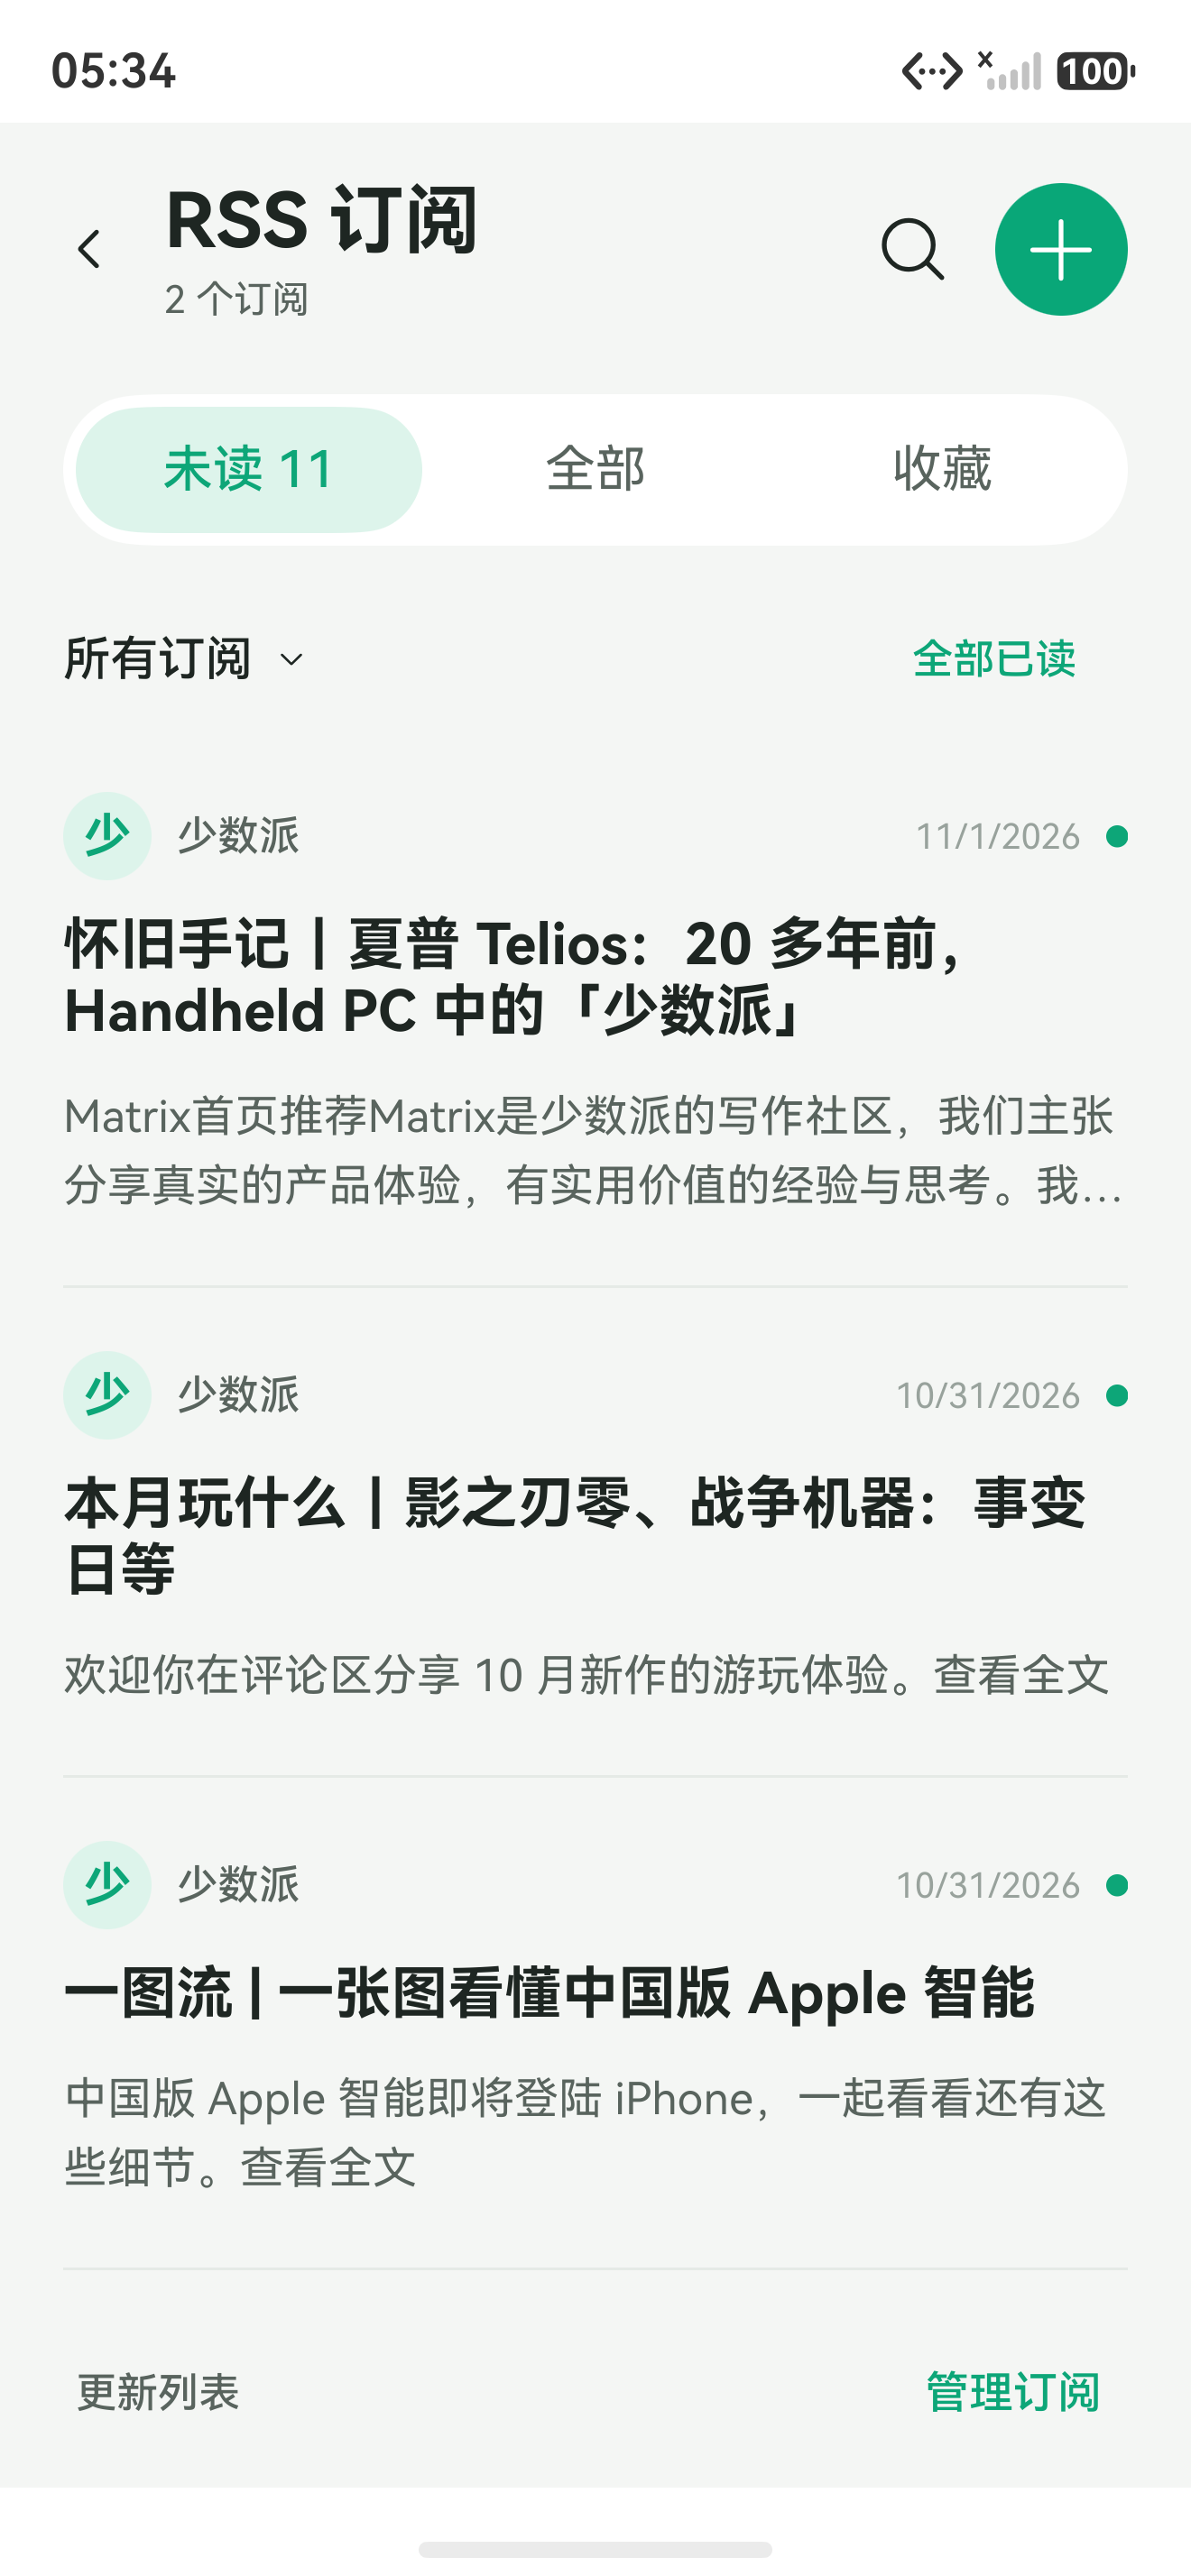 05:34
100
RSS 订阅
2 个订阅
未读 11
全部
收藏
所有订阅
全部已读
少
少数派
11/1/2026
怀旧手记丨夏普 Telios：20 多年前，
Handheld PC 中的「少数派」
Matrix首页推荐Matrix是少数派的写作社区，我们主张
分享真实的产品体验，有实用价值的经验与思考。我...
少
少数派
10/31/2026
本月玩什么丨影之刃零、战争机器：事变
日等
欢迎你在评论区分享 10 月新作的游玩体验。查看全文
少
少数派
10/31/2026
一图流 | 一张图看懂中国版 Apple 智能
中国版 Apple 智能即将登陆 iPhone，一起看看还有这
些细节。查看全文
更新列表
管理订阅